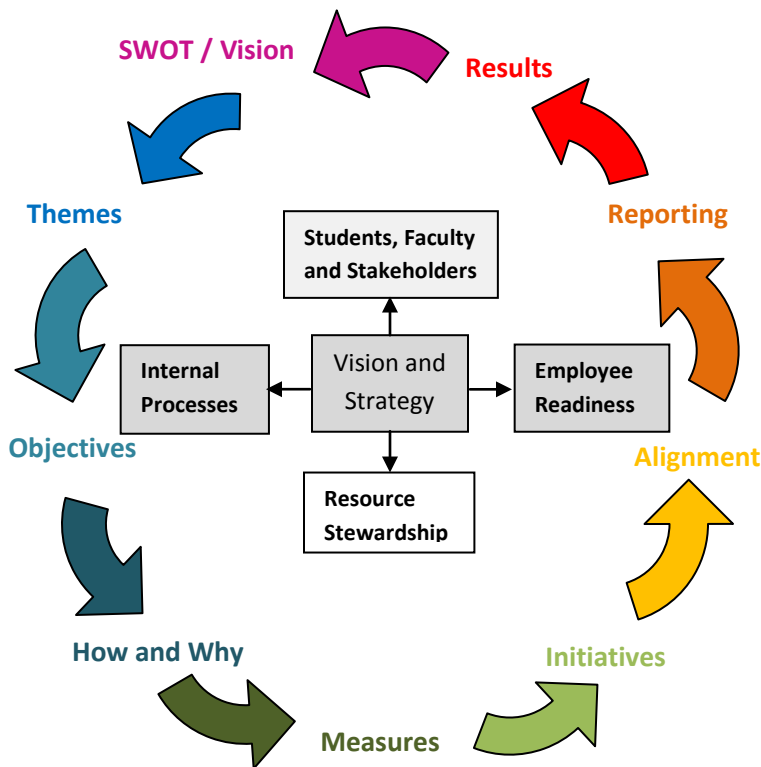 SWOT / Vision
Results
Themes
Reporting
Students, Faculty
and Stakeholders
Internal
Processes
Vision and
Strategy
Employee
Readiness
Objectives
Alignment
Resource
Stewardship
How and Why
Initiatives
Measures